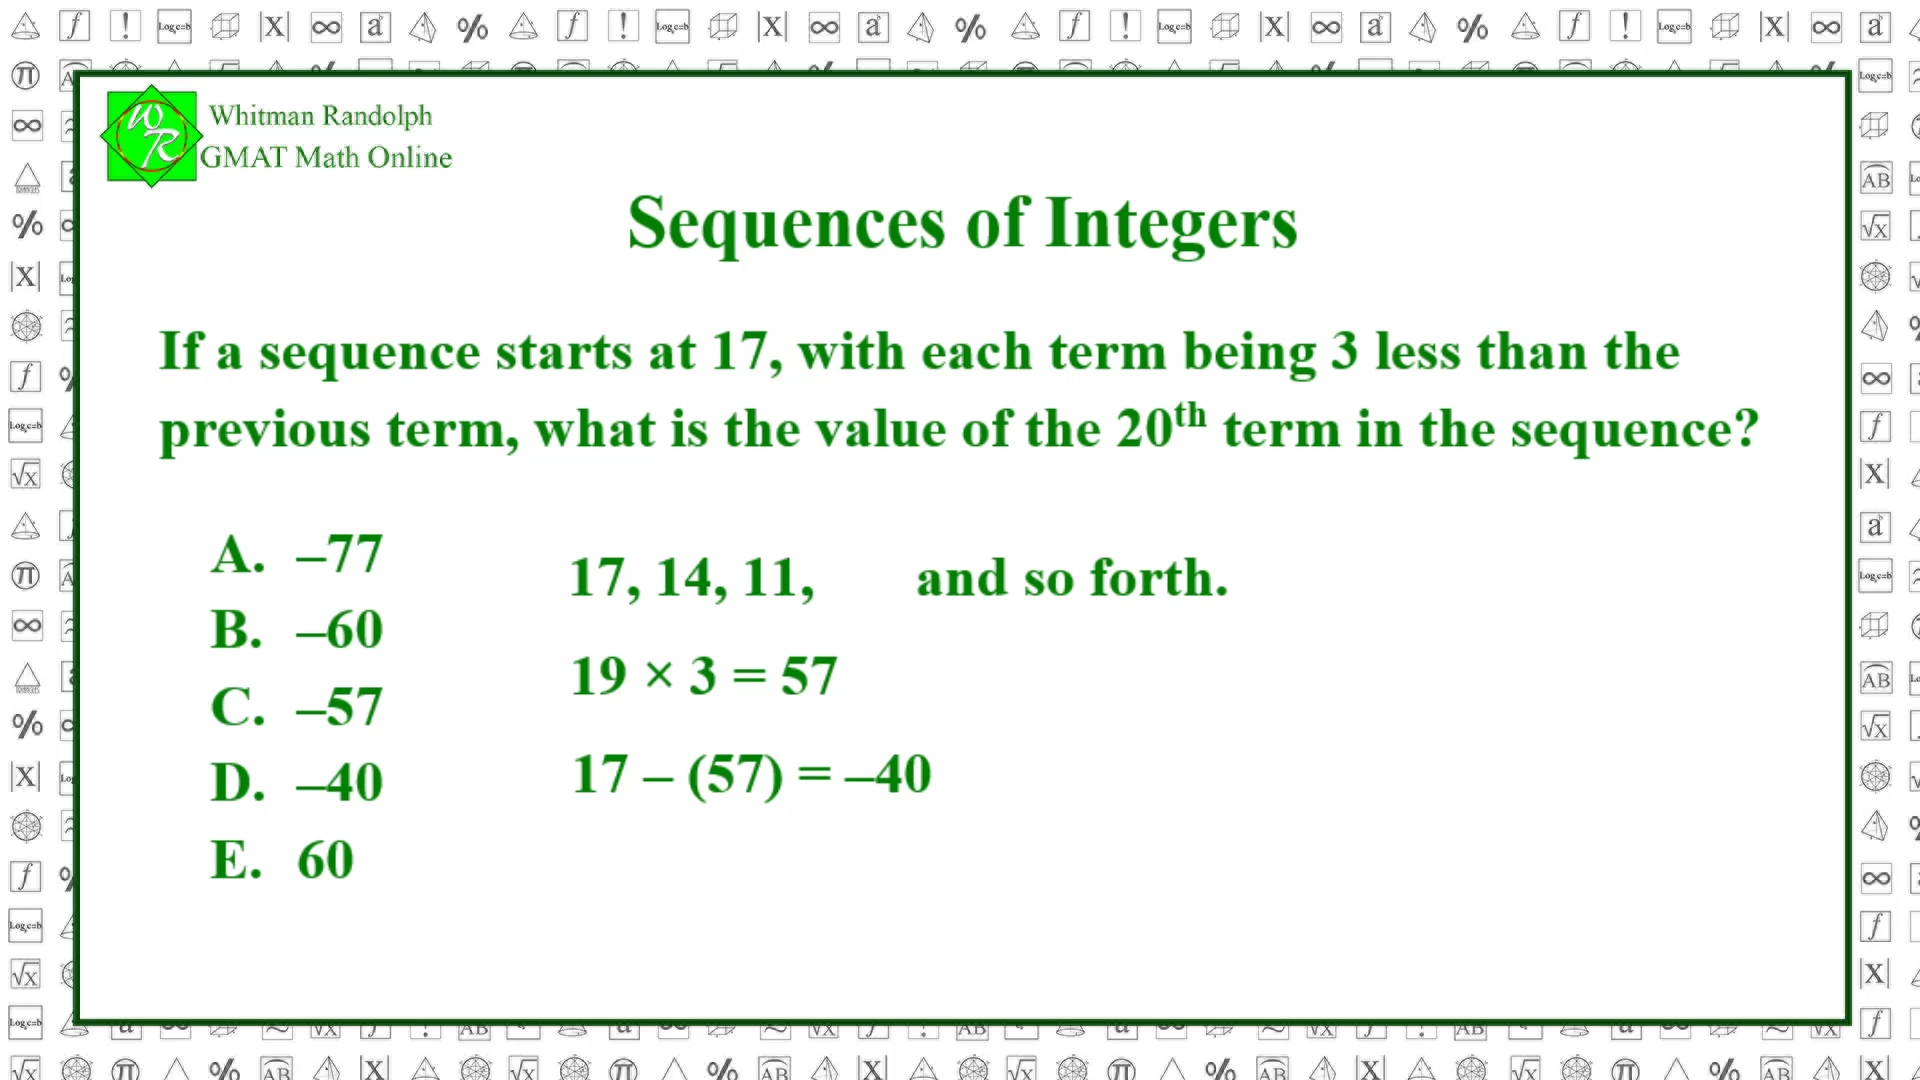 Whitman Randolph
GMAT Math Online
Sequences of Integers
If a sequence starts at 17, with each term being 3 less than the
previous term, what is the value of the 20th term in the sequence?
A. –77
B. –60
C. –57
D. –40
E. 60
17, 14, 11, and so forth.
19 × 3 = 57
17 – (57) = –40